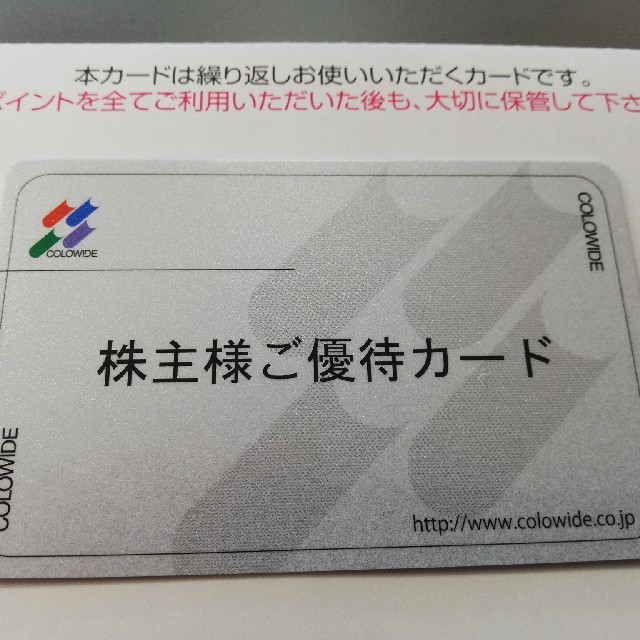 本カードは繰り返しお使いいただくカードです。
ポイントを全てご利用いただいた後も、大切に保管して下さ
COLOWIDE
COLOWIDE
株主様ご優待カード
COLOWIDE
http://www.colowide.co.jp